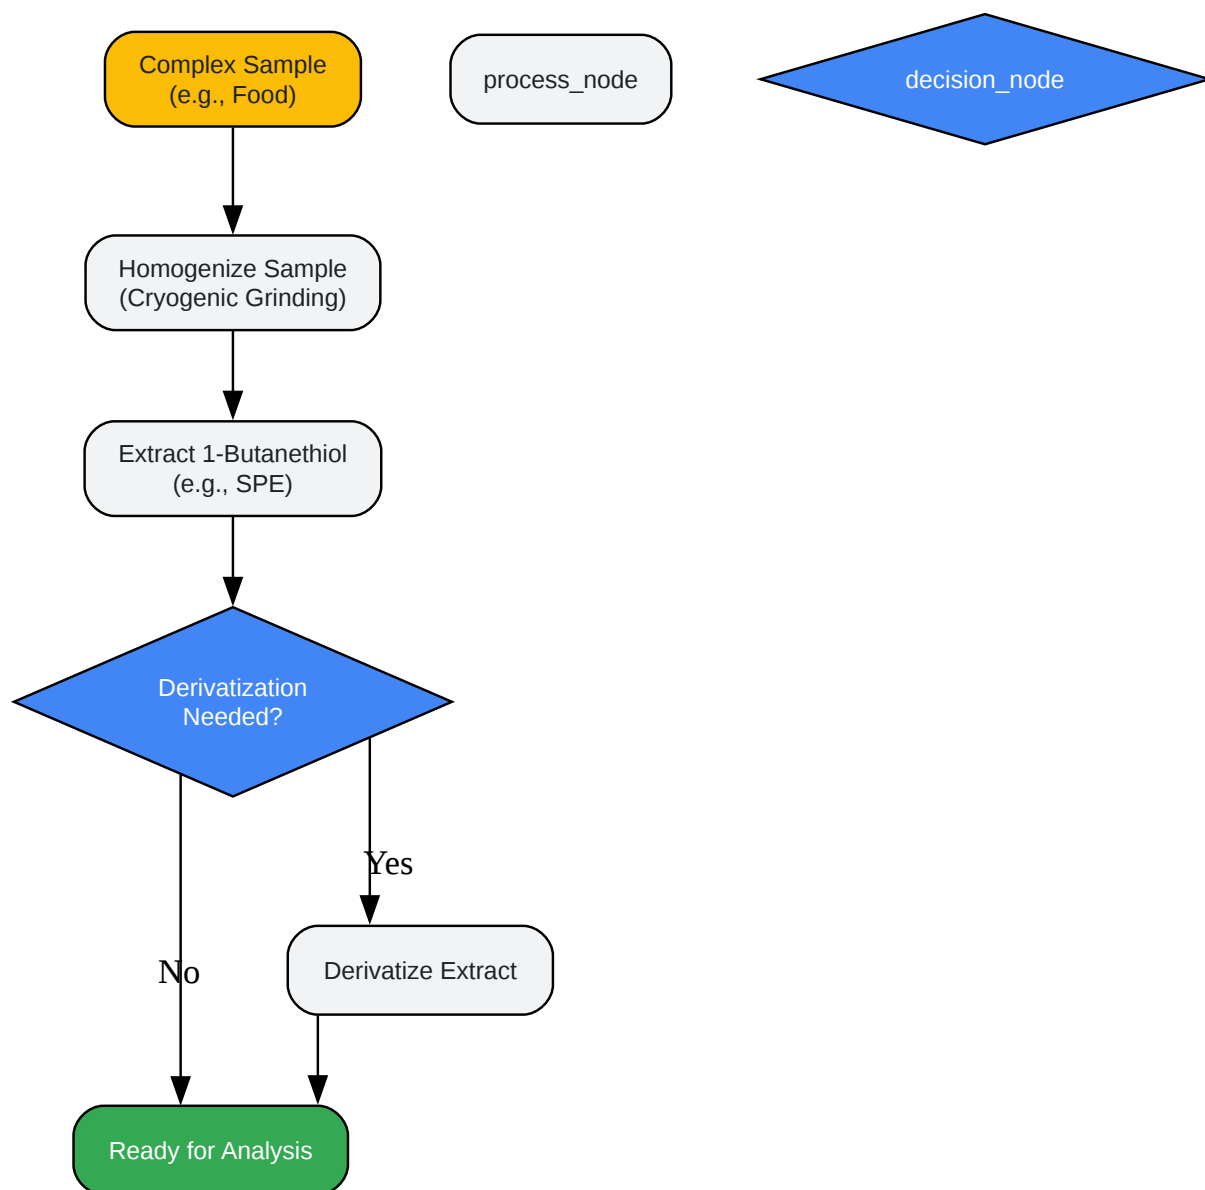 Complex Sample
(e.g., Food)
process_node
decision_node
Homogenize Sample
(Cryogenic Grinding)
Extract 1-Butanethiol
(e.g., SPE)
Derivatization
Needed?
Yes
No
Derivatize Extract
Ready for Analysis